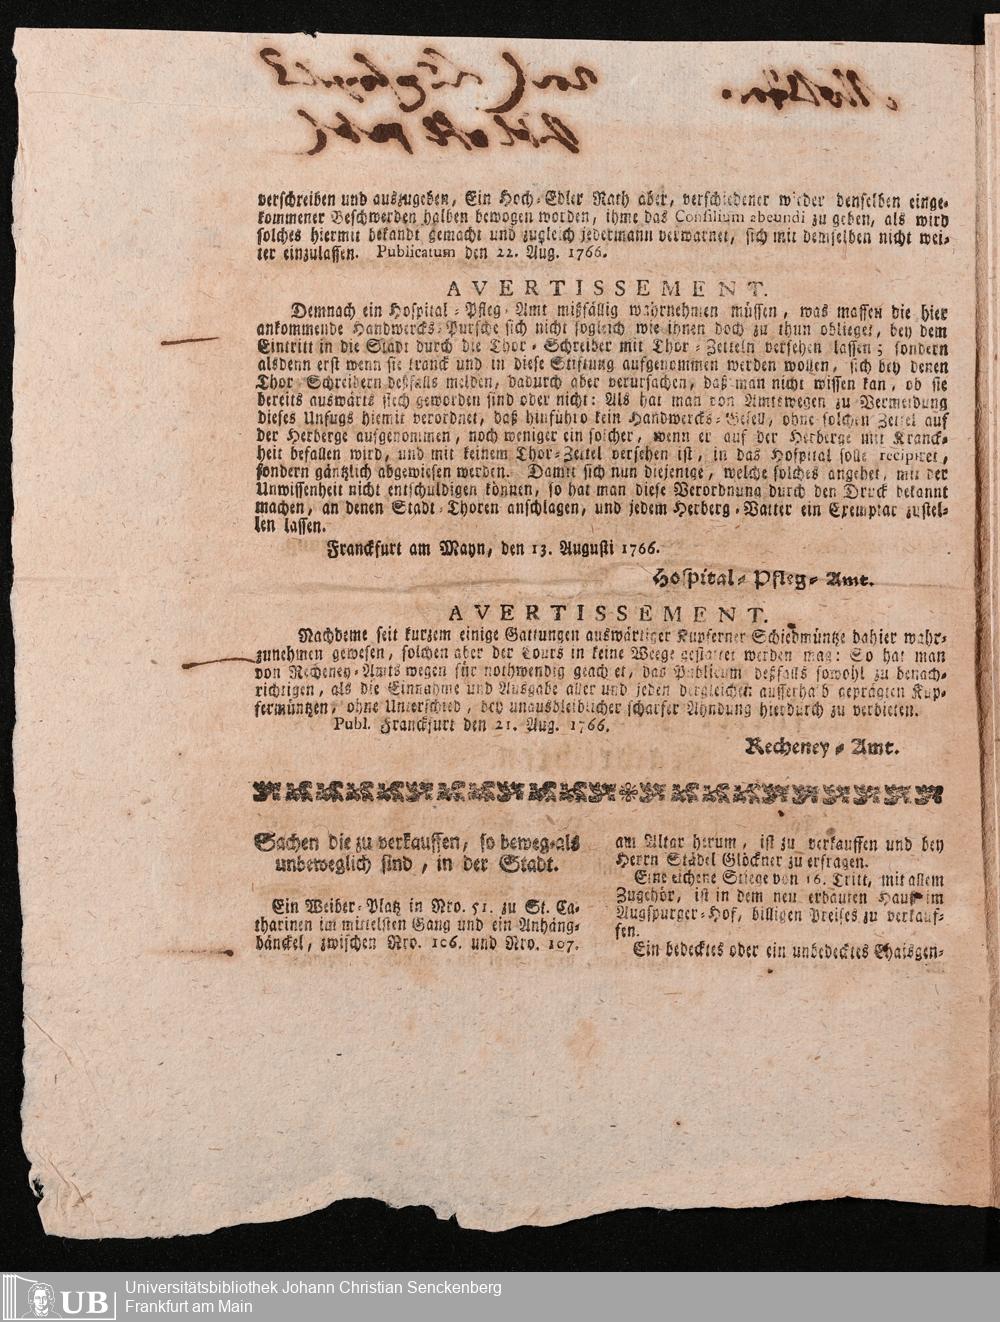 verschreiben und auszugeben, Ein Hoch-Edler Rath aber, verschiedener wieder denselben einge-
kommener Beschwerden halben bewogen worden, ihme das Consilium abeundi zu geben, als wird
solches hiermit bekandt gemacht und zugleich jedermann verwarnet, sich mit demselben nicht wei-
ter einzulassen. Publicatum den 22. Aug. 1766.
AVERTISSEMENT.
Demnach ein Hospital-Pfleg-Amt mißfällig wahrnehmen müssen, was massen die hier
ankommende Handwercks-Pursche sich nicht sogleich wie ihnen doch zu thun oblieget, bey dem
Eintritt in die Stadt durch die Thor-Schreiber mit Thor-Zetteln versehen lassen; sondern
alsdenn erst wenn sie kranck und in diese Stiftung aufgenommen werden wollen, sich bey denen
Thor-Schreibern deßfalls melden, dadurch aber verursachen, daß man nicht wissen kan, ob sie
bereits auswärts siech geworden sind oder nicht: Als hat man von Amtswegen zu Vermeidung
dieses Unfugs hiemit verordnet, daß hinführo kein Handwercks-Gesell, ohne solchen Zettel auf
der Herberge aufgenommen, noch weniger ein solcher, wenn er auf der Herberge mit Kranck-
heit befallen wird, und mit keinem Thor-Zettel versehen ist, in das Hospital solle recipiret,
sondern gäntzlich abgewiesen werden. Damit sich nun diejenige, welche solches angehet, mit der
Unwissenheit nicht entschuldigen können, so hat man diese Verordnung durch den Druck bekannt
machen, an denen Stadt-Thoren anschlagen, und jedem Herberg-Vatter ein Exemplar zustel-
len lassen.
Franckfurt am Mayn, den 13. Augusti 1766.
Hospital-Pfleg-Amt.
AVERTISSEMENT.
Nachdeme seit kurzem einige Gattungen auswärtiger Kupferner Schiedmüntze dahier wahr-
zunehmen gewesen, solchen aber der Cours in keine Weege gestattet werden mag: So hat man
von Recheney-Amts wegen für nothwendig geachtet, das Publicum deßfalls sowohl zu benach-
richtigen, als die Einnahme und Ausgabe aller und jeden dergleichen ausserhalb geprägten Kup-
fermüntzen, ohne Unterschied, bey unausbleiblicher scharfer Ahndung hierdurch zu verbieten.
Publ. Franckfurt den 21. Aug. 1766.
Recheney-Amt.
Sachen die zu verkauffen, so beweg-als
unbeweglich sind, in der Stadt.
Ein Weiber-Platz in Nro. 51. zu St. Ca-
tharinen im mittelsten Gang und ein Anhäng-
bänckel, zwischen Nro. 106. und Nro. 107.
am Altar herum, ist zu verkauffen und bey
Herrn Städel Glöckner zu erfragen.
Eine eichene Stiege von 16. Tritt, mit allem
Zugehör, ist in dem neu erbauten Hauß im
Augspurger-Hof, billigen Preises zu verkauf-
fen.
Ein bedecktes oder ein unbedecktes Chaisgen-
UB
Universitätsbibliothek Johann Christian Senckenberg
Frankfurt am Main